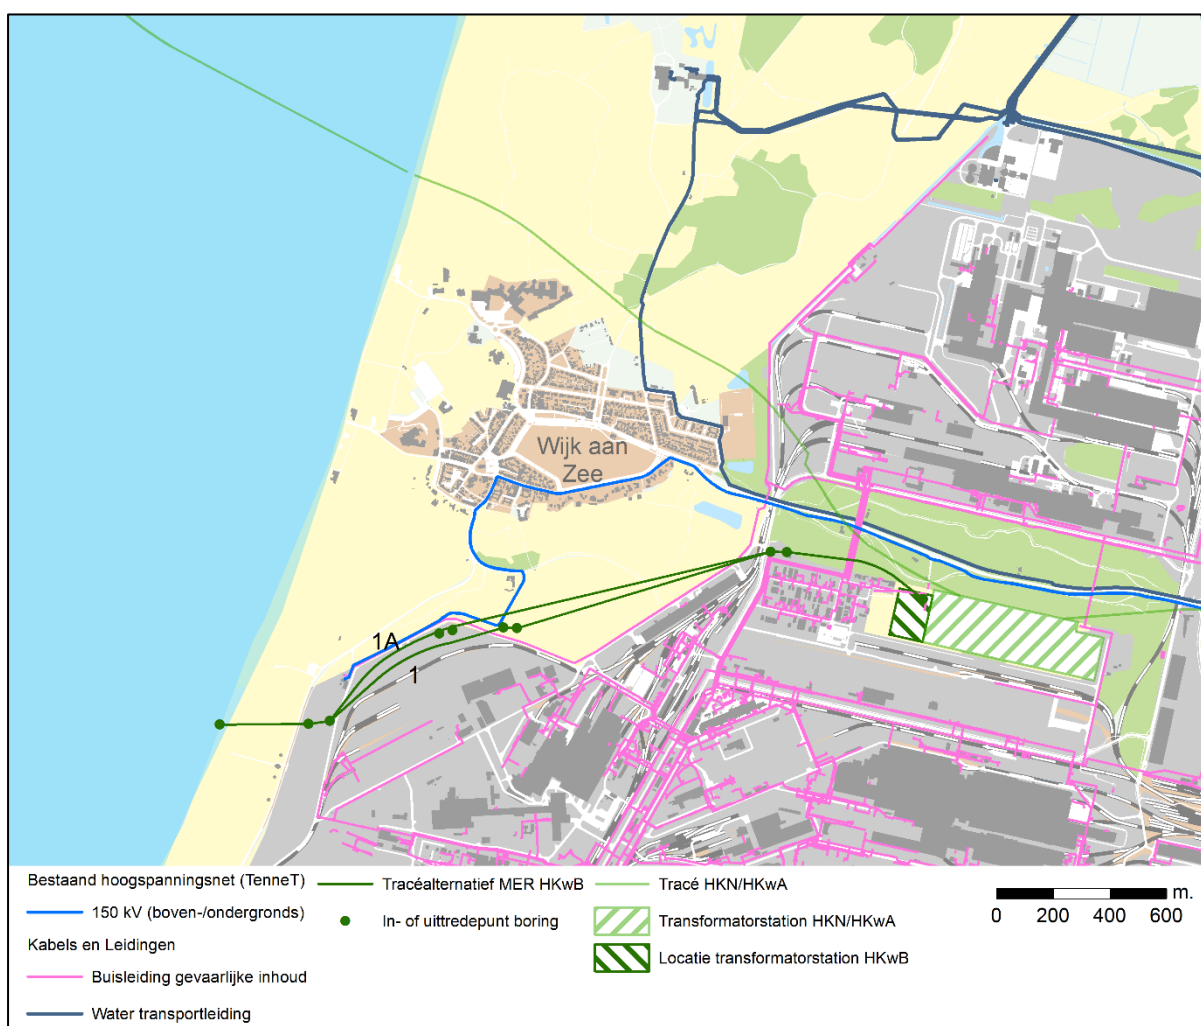 Wijk aan
Zee
1A
1
Bestaand hoogspanningsnet (TenneT)
150 kV (boven-/ondergronds)
Kabels en Leidingen
Buisleiding gevaarlijke inhoud
Water transportleiding
Tracéalternatief MER HKwB
In- of uittredepunt boring
Tracé HKN/HKwA
Transformatorstation HKN/HKwA
Locatie transformatorstation HKwB
m.
0 200 400 600